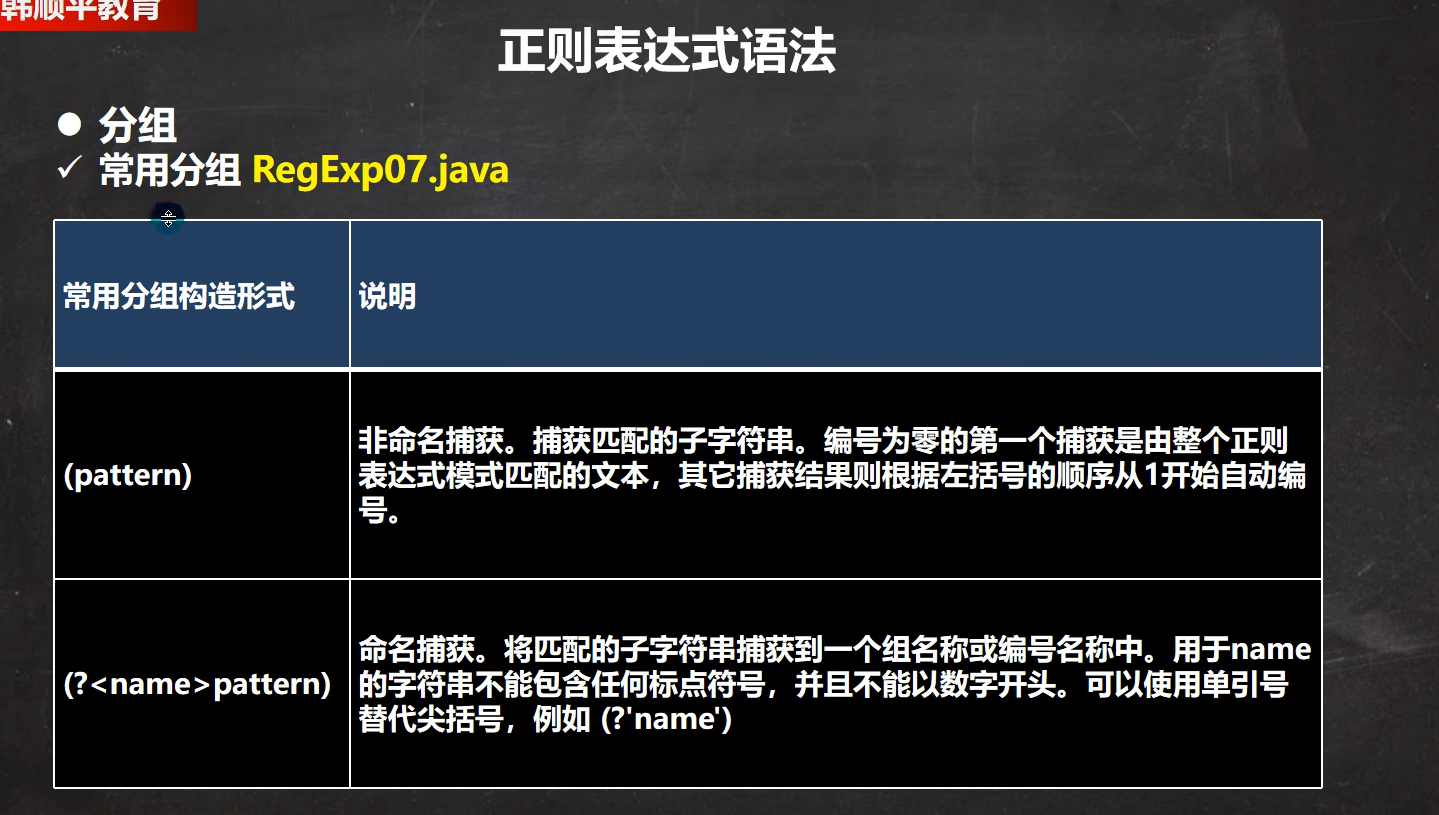 韩顺平教育
正则表达式语法
● 分组
✓ 常用分组 RegExp07.java
常用分组构造形式
说明
(pattern)
非命名捕获。捕获匹配的子字符串。编号为零的第一个捕获是由整个正则
表达式模式匹配的文本，其它捕获结果则根据左括号的顺序从1开始自动编
号。
(?<name>pattern)
命名捕获。将匹配的子字符串捕获到一个组名称或编号名称中。用于name
的字符串不能包含任何标点符号，并且不能以数字开头。可以使用单引号
替代尖括号，例如 (?'name')